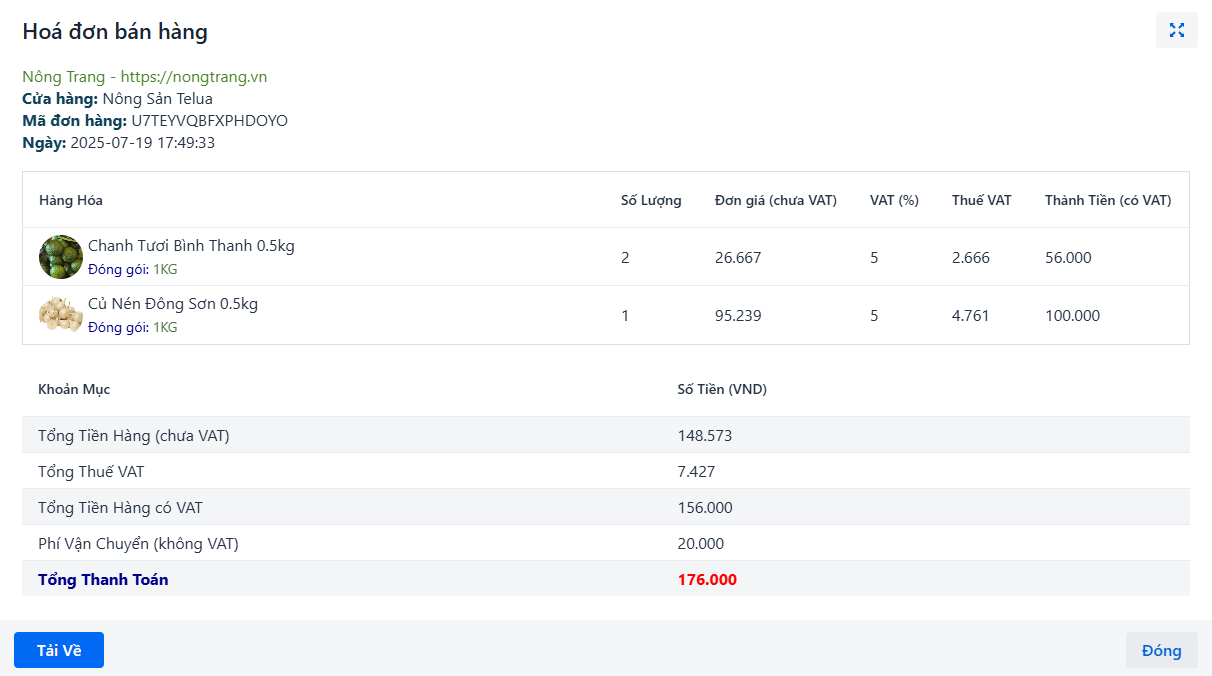 Hoá đơn bán hàng
Nông Trang - https://nongtrang.vn
Cửa hàng: Nông Sản Telua
Mã đơn hàng: U7TEYVQBFXPHDOYO
Ngày: 2025-07-19 17:49:33
Hàng Hóa Số Lượng Đơn giá (chưa VAT) VAT (%) Thuế VAT Thành Tiền (có VAT)
Chanh Tươi Bình Thanh 0.5kg
Đóng gói: 1KG
2 26.667 5 2.666 56.000
Củ Nén Đông Sơn 0.5kg
Đóng gói: 1KG
1 95.239 5 4.761 100.000
Khoản Mục Số Tiền (VND)
Tổng Tiền Hàng (chưa VAT) 148.573
Tổng Thuế VAT 7.427
Tổng Tiền Hàng có VAT 156.000
Phí Vận Chuyển (không VAT) 20.000
Tổng Thanh Toán 176.000
Tải Về Đóng